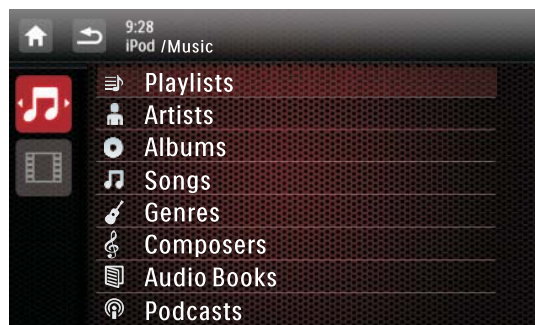 9:28
iPod /Music
Playlists
Artists
Albums
Songs
Genres
Composers
Audio Books
Podcasts